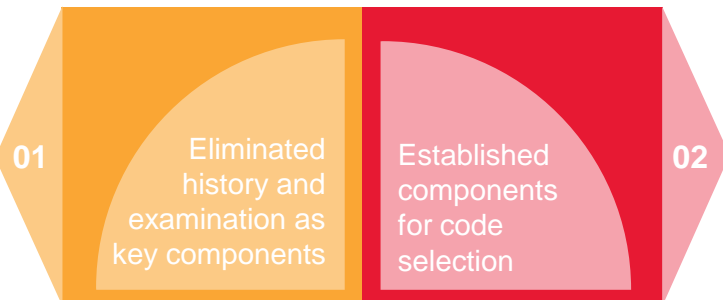 01
Eliminated
history and
examination as
key components
Established
components
for code
selection
02